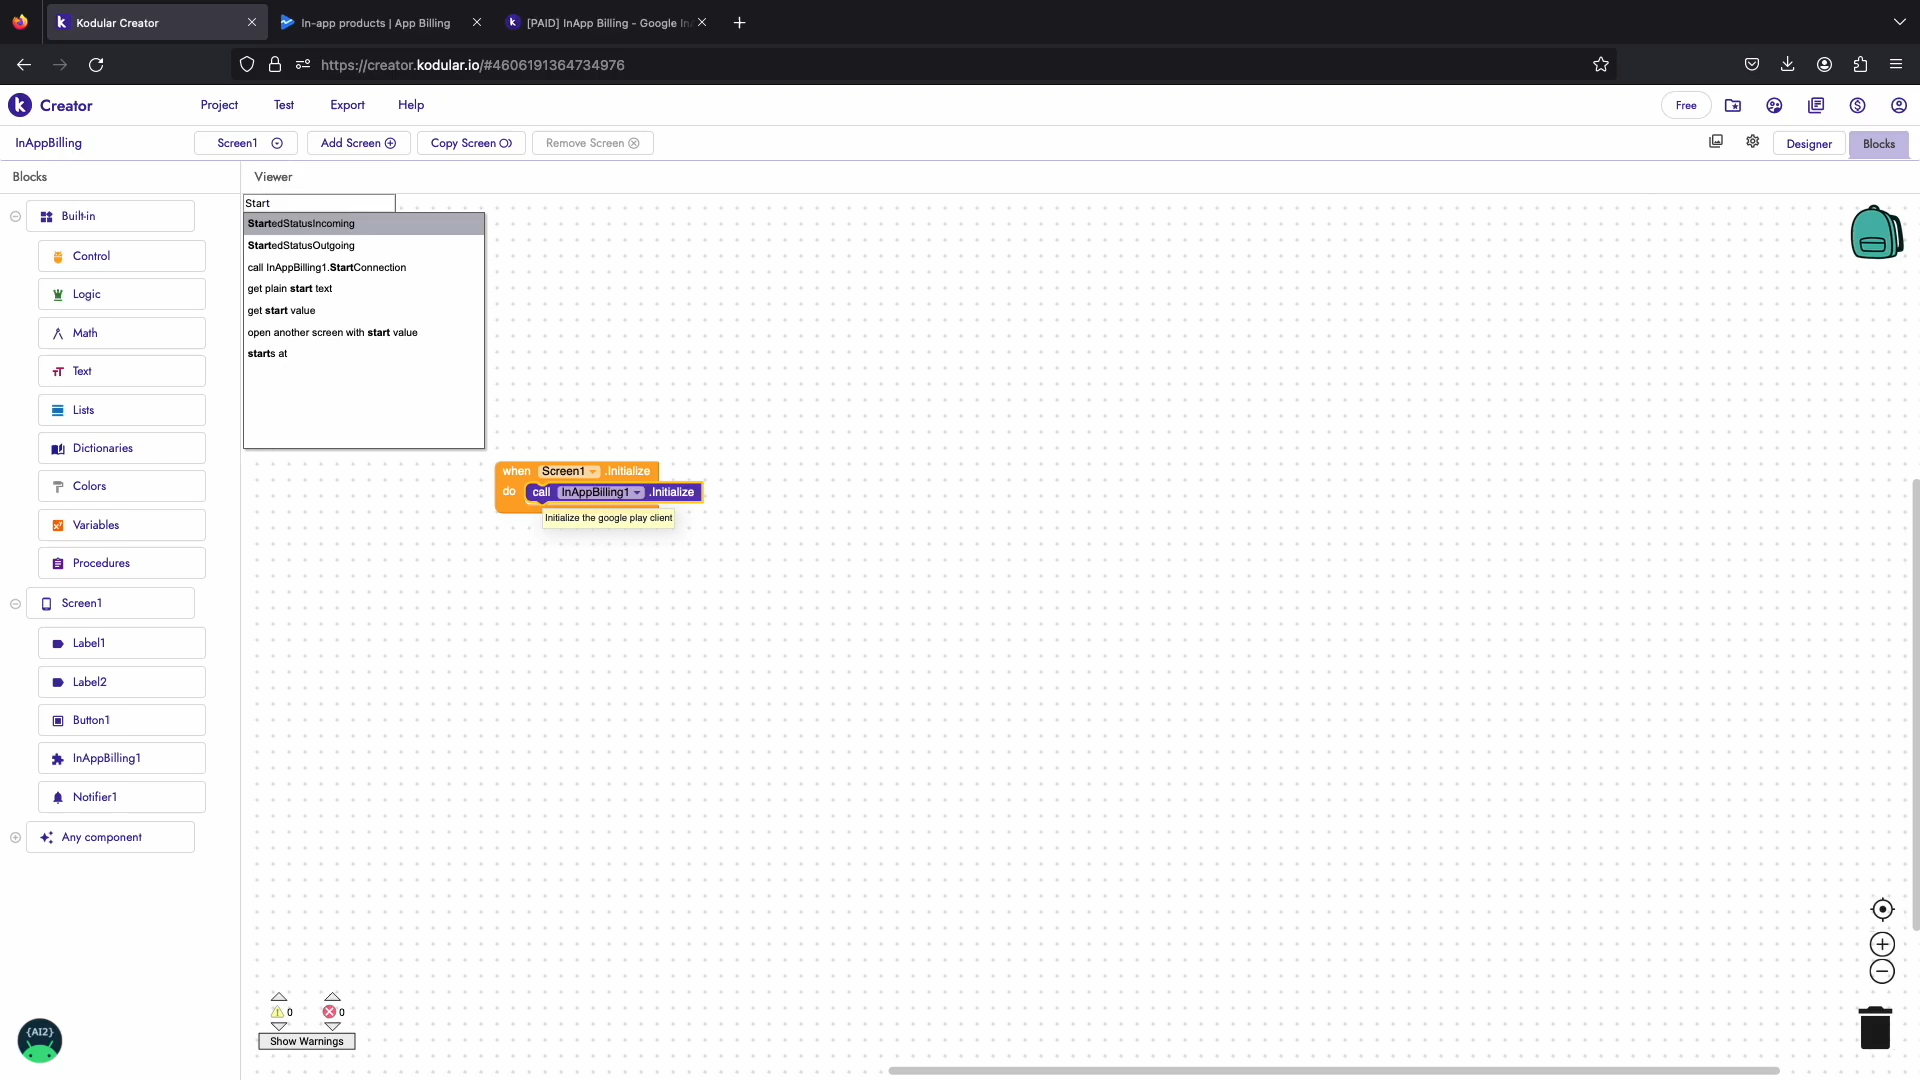 Kodular Creator
In-app products | App Billing
[PAID] InApp Billing - Google In
https://creator.kodular.io/#4606191364734976
Creator
Project
Test
Export
Help
Free
InAppBilling
Screen1
Add Screen
Copy Screen
Remove Screen
Designer
Blocks
Blocks
Viewer
Built-in
Control
Logic
Math
Text
Lists
Dictionaries
Colors
Variables
Procedures
Screen1
Label1
Label2
Button1
InAppBilling1
Notifier1
Any component
Start
StartedStatusIncoming
StartedStatusOutgoing
call InAppBilling1.StartConnection
get plain start text
get start value
open another screen with start value
starts at
when Screen1 .Initialize
do call InAppBilling1 .Initialize
Initialize the google play client
0 0
Show Warnings
{AI2}